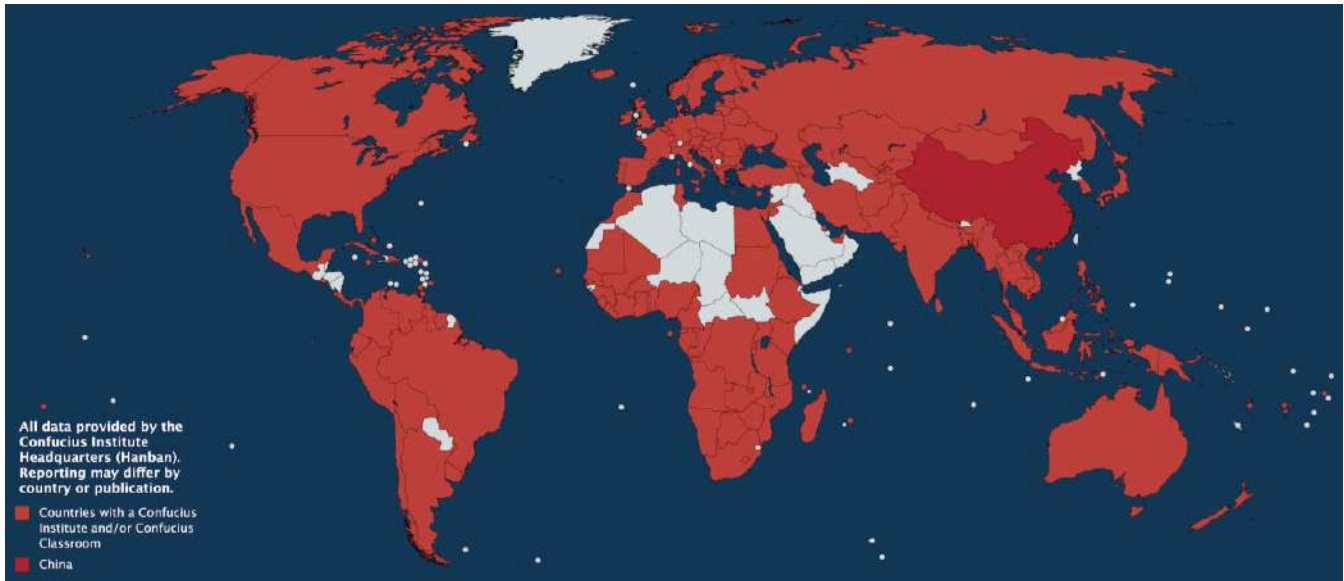 All data provided by the
Confucius Institute
Headquarters (Hanban).
Reporting may differ by
country or publication.
Countries with a Confucius
Institute and/or Confucius
Classroom
China